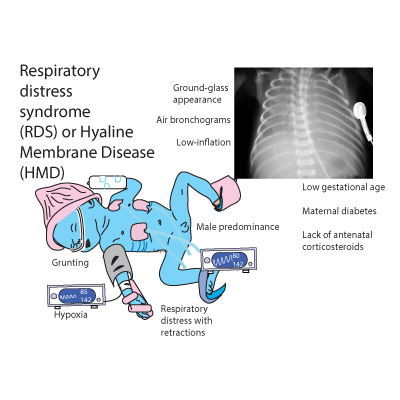 Respiratory
distress
syndrome
(RDS) or Hyaline
Membrane Disease
(HMD)
Ground-glass
appearance
Air bronchograms
Low-inflation
Low gestational age
Maternal diabetes
Lack of antenatal
corticosteroids
Male predominance
Grunting
80
142
85
142
Hypoxia
Respiratory
distress with
retractions